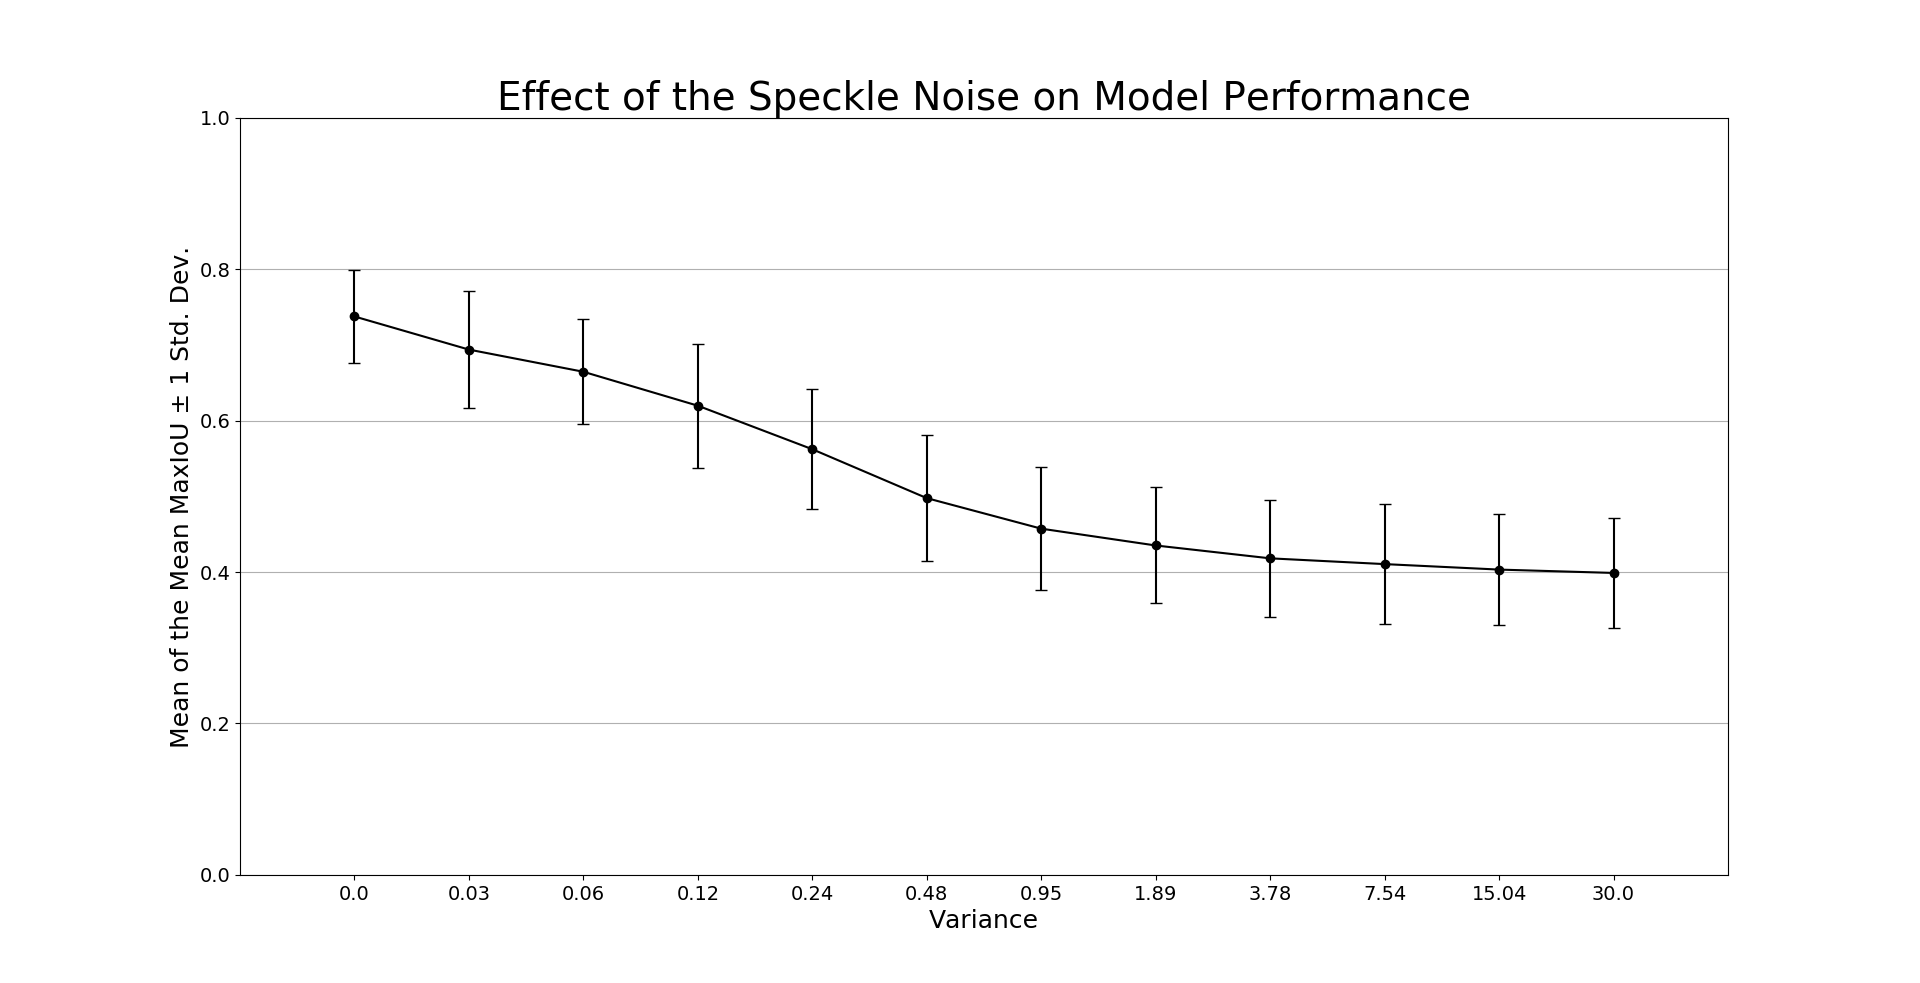 Effect of the Speckle Noise on Model Performance
Mean of the Mean MaxIoU ± 1 Std. Dev.
1.0
0.8
0.6
0.4
0.2
0.0
0.0 0.03 0.06 0.12 0.24 0.48 0.95 1.89 3.78 7.54 15.04 30.0
Variance